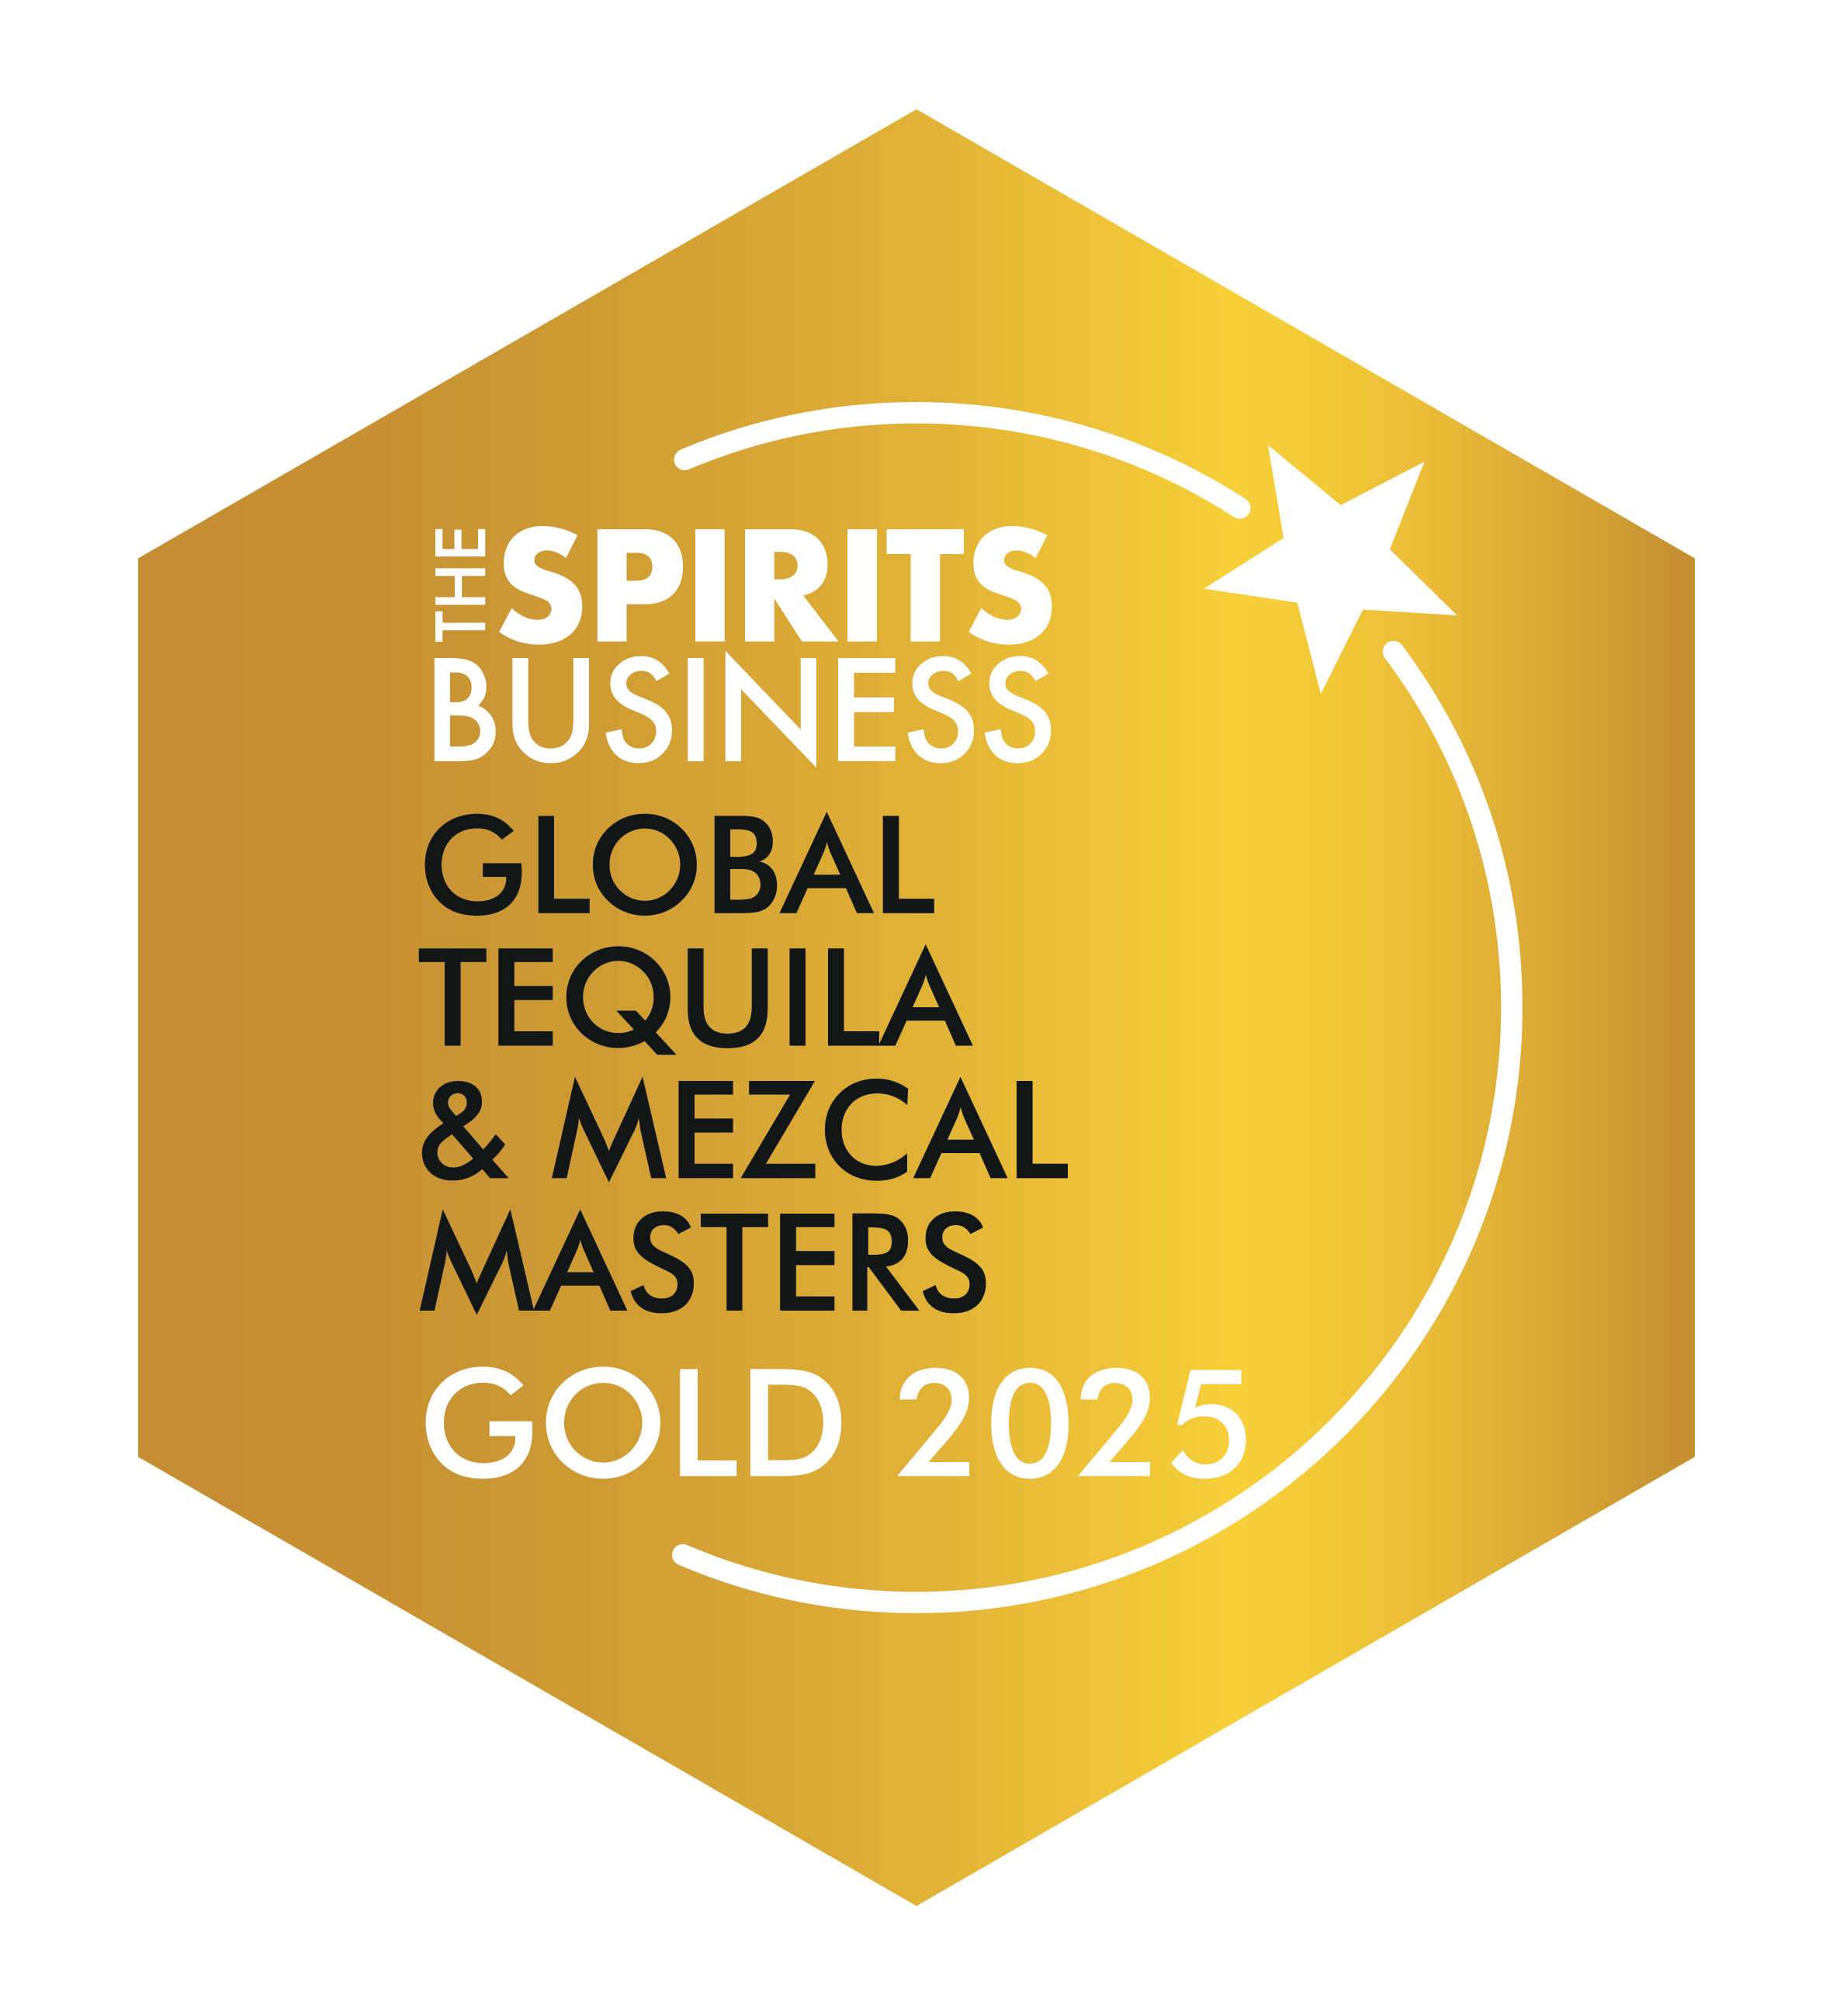 THE SPIRITS
BUSINESS
GLOBAL
TEQUILA
& MEZCAL
MASTERS
GOLD 2025